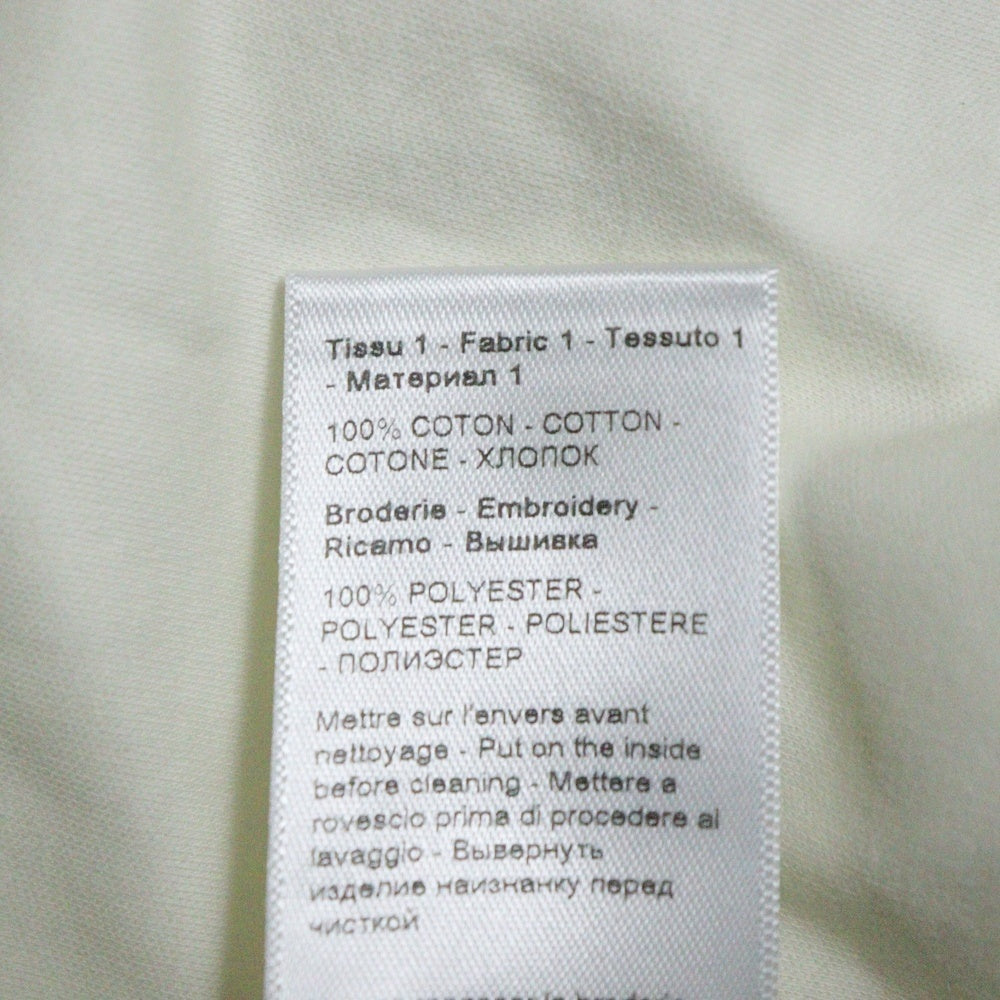 Tissu 1 - Fabric 1 - Tessuto 1
- Материал 1
100% COTON - COTTON -
COTONE - ХЛОПОК
Broderie - Embroidery -
Ricamo - Вышивка
100% POLYESTER -
POLYESTER - POLIESTERE
- ПОЛИЭСТЕР
Mettre sur l'envers avant
nettoyage - Put on the inside
before cleaning - Mettere a
rovescio prima di procedere al
lavaggio - Вывернуть
изделие наизнанку перед
чисткой